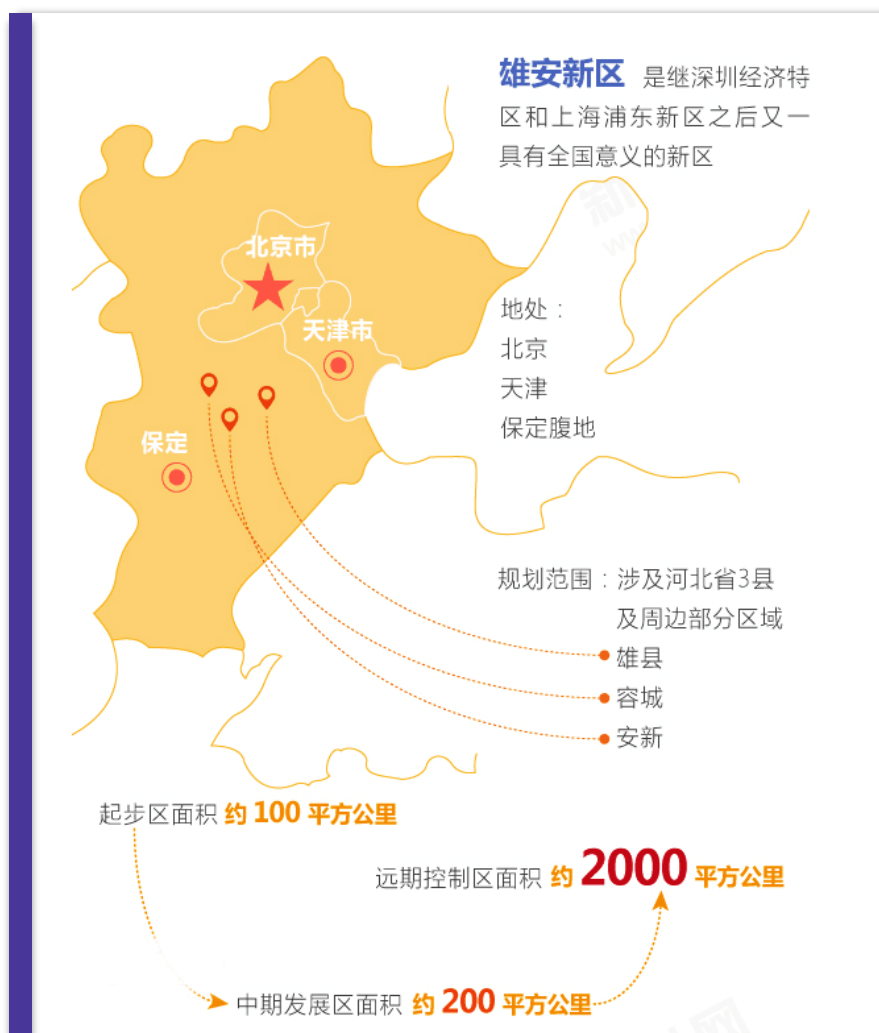 雄安新区 是继深圳经济特
区和上海浦东新区之后又一
具有全国意义的新区
北京市
天津市
保定
地处：
北京
天津
保定腹地
规划范围：涉及河北省3县
及周边部分区域
雄县
容城
安新
起步区面积 约 100 平方公里
远期控制区面积 约 2000 平方公里
中期发展区面积 约 200 平方公里